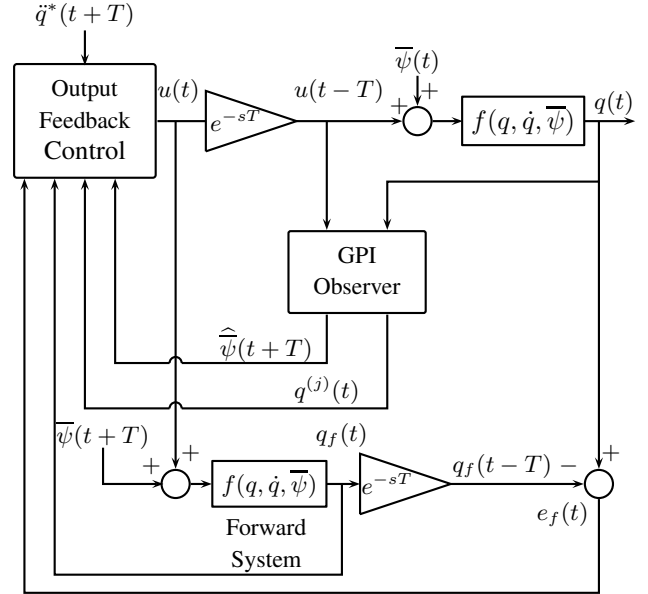 q̈*(t + T)
Output
Feedback
Control
u(t)
e^{-sT}
u(t − T)
ψ̅(t)
+
+
f(q, q̇, ψ̅)
q(t)
GPI
Observer
ψ̅̂(t + T)
q^{(j)}(t)
ψ̅(t + T)
+
+
f(q, q̇, ψ̅)
Forward
System
q_f(t)
e^{-sT}
q_f(t − T)
−
+
e_f(t)